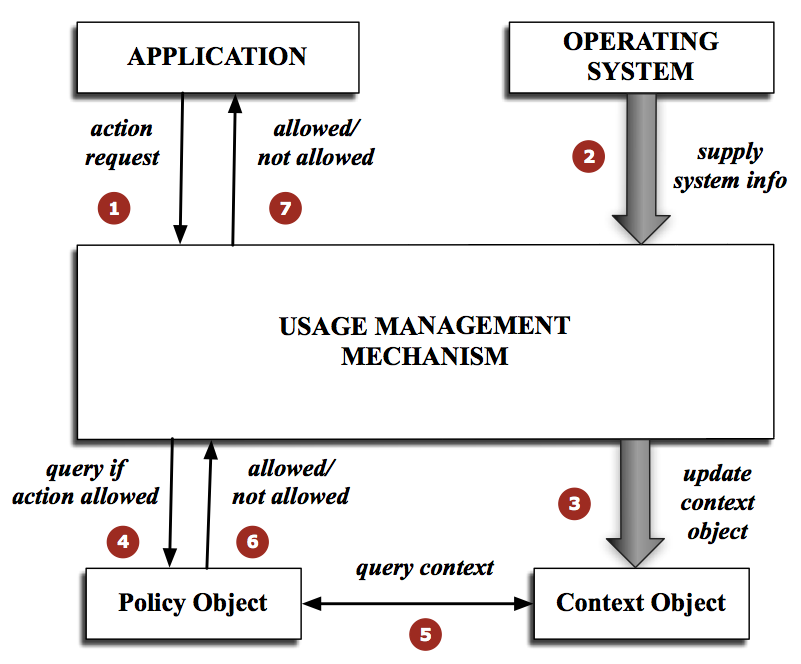 APPLICATION
OPERATING
SYSTEM
action
request
1
allowed/
not allowed
7
2
supply
system info
USAGE MANAGEMENT
MECHANISM
query if
action allowed
4
allowed/
not allowed
6
3
update
context
object
Policy Object
query context
5
Context Object